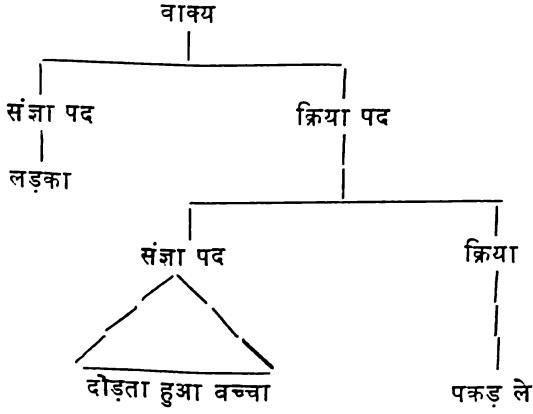 वाक्य
संज्ञा पद क्रिया पद
लड़का
संज्ञा पद क्रिया
दोड़ता हुआ बच्चा पकड़ ले